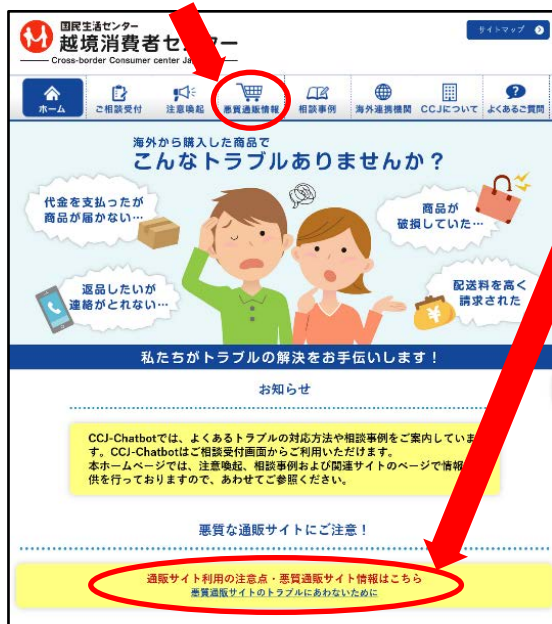 国民生活センター
越境消費者センター
Cross-border Consumer center Ja
サイトマップ
ホーム
ご相談受付
注意喚起
悪質通販情報
相談事例
海外連携機関
CCJについて
よくあるご質問
海外から購入した商品で
こんなトラブルありませんか？
代金を支払ったが
商品が届かない…
商品が
破損していた…
返品したいが
連絡がとれない…
配送料を高く
請求された
私たちがトラブルの解決をお手伝いします！
お知らせ
CCJ-Chatbotでは、よくあるトラブルの対応方法や相談事例をご案内していま
す。CCJ-Chatbotはご相談受付画面からご利用いただけます。
本ホームページでは、注意喚起、相談事例および関連サイトのページで情報
供を行っておりますので、あわせてご参照ください。
悪質な通販サイトにご注意！
通販サイト利用の注意点・悪質通販サイト情報はこちら
悪質通販サイトのトラブルにあわないために